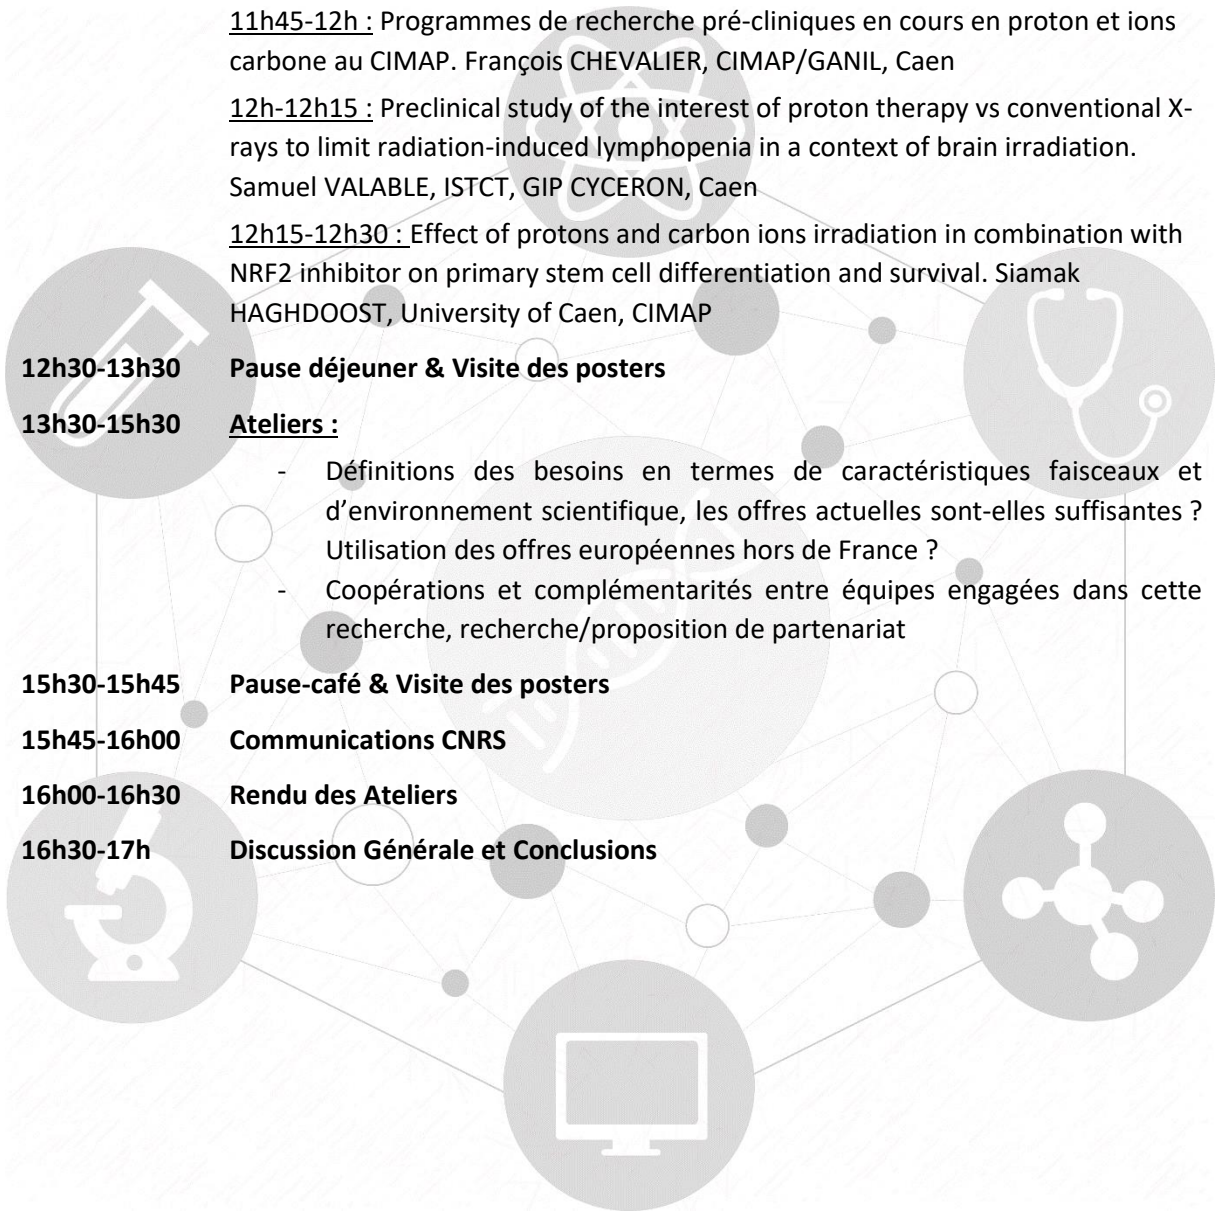 11h45-12h : Programmes de recherche pré-cliniques en cours en proton et ions
carbone au CIMAP. François CHEVALIER, CIMAP/GANIL, Caen
12h-12h15 : Preclinical study of the interest of proton therapy vs conventional X-
rays to limit radiation-induced lymphopenia in a context of brain irradiation.
Samuel VALABLE, ISTCT, GIP CYCERON, Caen
12h15-12h30 : Effect of protons and carbon ions irradiation in combination with
NRF2 inhibitor on primary stem cell differentiation and survival. Siamak
HAGHDOOST, University of Caen, CIMAP
12h30-13h30 Pause déjeuner & Visite des posters
13h30-15h30 Ateliers :
- Définitions des besoins en termes de caractéristiques faisceaux et
d’environnement scientifique, les offres actuelles sont-elles suffisantes ?
Utilisation des offres européennes hors de France ?
- Coopérations et complémentarités entre équipes engagées dans cette
recherche, recherche/proposition de partenariat
15h30-15h45 Pause-café & Visite des posters
15h45-16h00 Communications CNRS
16h00-16h30 Rendu des Ateliers
16h30-17h Discussion Générale et Conclusions